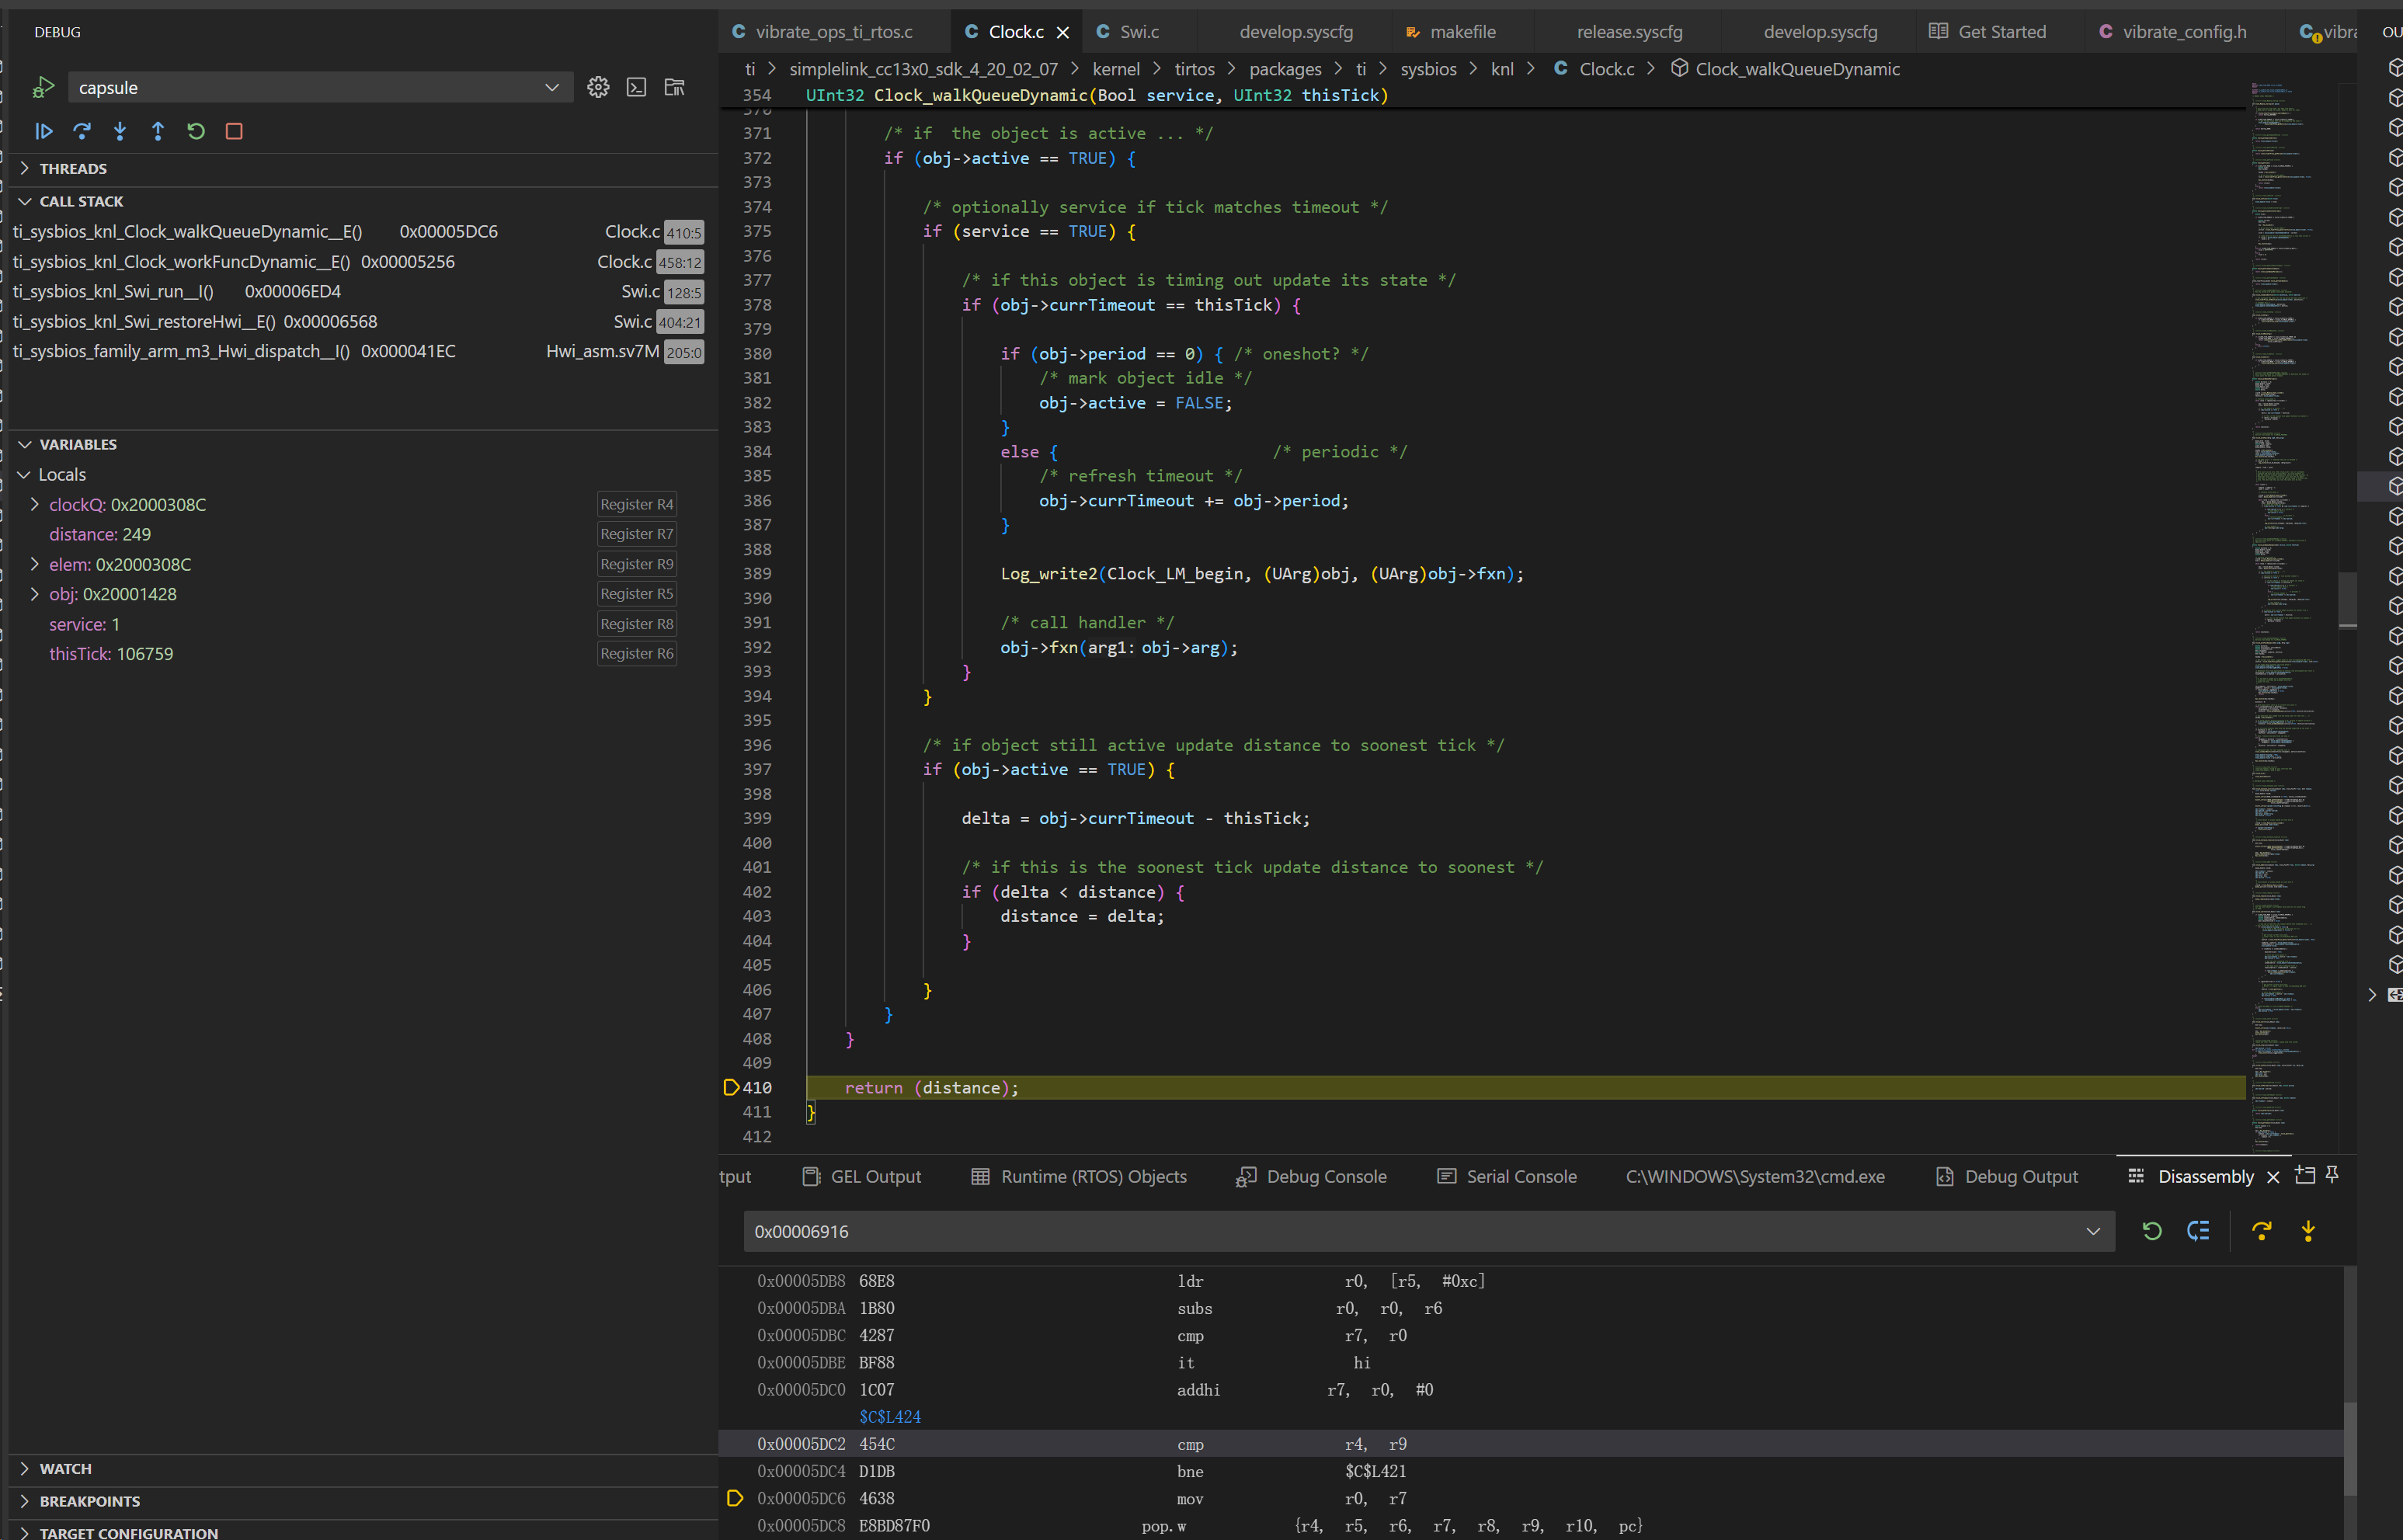 DEBUG
capsule
THREADS
CALL STACK
ti_sysbios_knl_Clock_walkQueueDynamic__E() 0x00005DC6 Clock.c 410:5
ti_sysbios_knl_Clock_workFuncDynamic__E() 0x00005256 Clock.c 458:12
ti_sysbios_knl_Swi_run__I() 0x00006ED4 Swi.c 128:5
ti_sysbios_knl_Swi_restoreHwi__E() 0x00006568 Swi.c 404:21
ti_sysbios_family_arm_m3_Hwi_dispatch__I() 0x000041EC Hwi_asm.sv7M 205:0
VARIABLES
Locals
clockQ: 0x2000308C Register R4
distance: 249 Register R7
elem: 0x2000308C Register R9
obj: 0x20001428 Register R5
service: 1 Register R8
thisTick: 106759 Register R6
WATCH
BREAKPOINTS
TARGET CONFIGURATION
C vibrate_ops_ti_rtos.c C Clock.c C Swi.c develop.syscfg makefile release.syscfg develop.syscfg Get Started C vibrate_config.h C vibra OU
ti > simplelink_cc13x0_sdk_4_20_02_07 > kernel > tirtos > packages > ti > sysbios > knl > C Clock.c > Clock_walkQueueDynamic
354 UInt32 Clock_walkQueueDynamic(Bool service, UInt32 thisTick)
370
371 /* if  the object is active ... */
372 if (obj->active == TRUE) {
373
374 /* optionally service if tick matches timeout */
375 if (service == TRUE) {
376
377 /* if this object is timing out update its state */
378 if (obj->currTimeout == thisTick) {
379
380 if (obj->period == 0) { /* oneshot? */
381 /* mark object idle */
382 obj->active = FALSE;
383 }
384 else { /* periodic */
385 /* refresh timeout */
386 obj->currTimeout += obj->period;
387 }
388
389 Log_write2(Clock_LM_begin, (UArg)obj, (UArg)obj->fxn);
390
391 /* call handler */
392 obj->fxn(arg1: obj->arg);
393 }
394 }
395
396 /* if object still active update distance to soonest tick */
397 if (obj->active == TRUE) {
398
399 delta = obj->currTimeout - thisTick;
400
401 /* if this is the soonest tick update distance to soonest */
402 if (delta < distance) {
403 distance = delta;
404 }
405
406 }
407 }
408 }
409
410 return (distance);
411 }
412
tput GEL Output Runtime (RTOS) Objects Debug Console Serial Console C:\WINDOWS\System32\cmd.exe Debug Output Disassembly
0x00006916
0x00005DB8 68E8 ldr r0, [r5, #0xc]
0x00005DBA 1B80 subs r0, r0, r6
0x00005DBC 4287 cmp r7, r0
0x00005DBE BF88 it hi
0x00005DC0 1C07 addhi r7, r0, #0
$C$L424
0x00005DC2 454C cmp r4, r9
0x00005DC4 D1DB bne $C$L421
0x00005DC6 4638 mov r0, r7
0x00005DC8 E8BD87F0 pop.w {r4, r5, r6, r7, r8, r9, r10, pc}